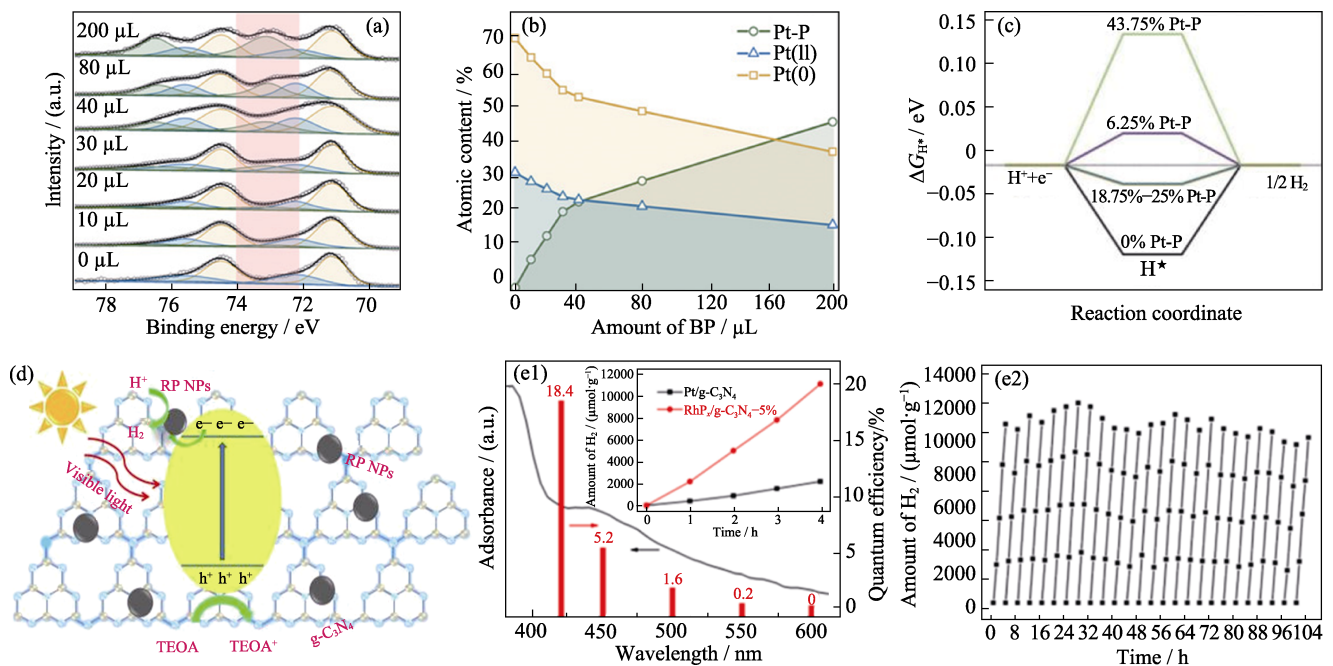 (a)
200 μL
80 μL
40 μL
30 μL
20 μL
10 μL
0 μL
Intensity / (a.u.)
78 76 74 72 70
Binding energy / eV
(b)
Pt-P
Pt(ll)
Pt(0)
70
60
50
40
30
20
10
0
Atomic content / %
0 40 80 120 160 200
Amount of BP / μL
(c)
0.15
0.10
0.05
0
−0.05
−0.10
−0.15
ΔG_H* / eV
43.75% Pt-P
6.25% Pt-P
H⁺+e⁻
1/2 H₂
18.75%−25% Pt-P
0% Pt-P
H★
Reaction coordinate
(d)
H⁺ RP NPs
H₂
e− e− e−
RP NPs
Visible light
h⁺ h⁺ h⁺
TEOA TEOA⁺ g-C₃N₄
(e1)
18.4
5.2
1.6
0.2
0
Adsorbance / (a.u.)
400 450 500 550 600
Wavelength / nm
20
15
10
5
0
Quantum efficiency/%
Pt/g-C₃N₄
RhPₓ/g-C₃N₄−5%
12000
10000
8000
6000
4000
2000
0
Amount of H₂ / (μmol·g⁻¹)
0 1 2 3 4
Time / h
(e2)
14000
12000
10000
8000
6000
4000
2000
0
Amount of H₂ / (μmol·g⁻¹)
0 8 16 24 32 40 48 56 64 72 80 88 96 104
Time / h